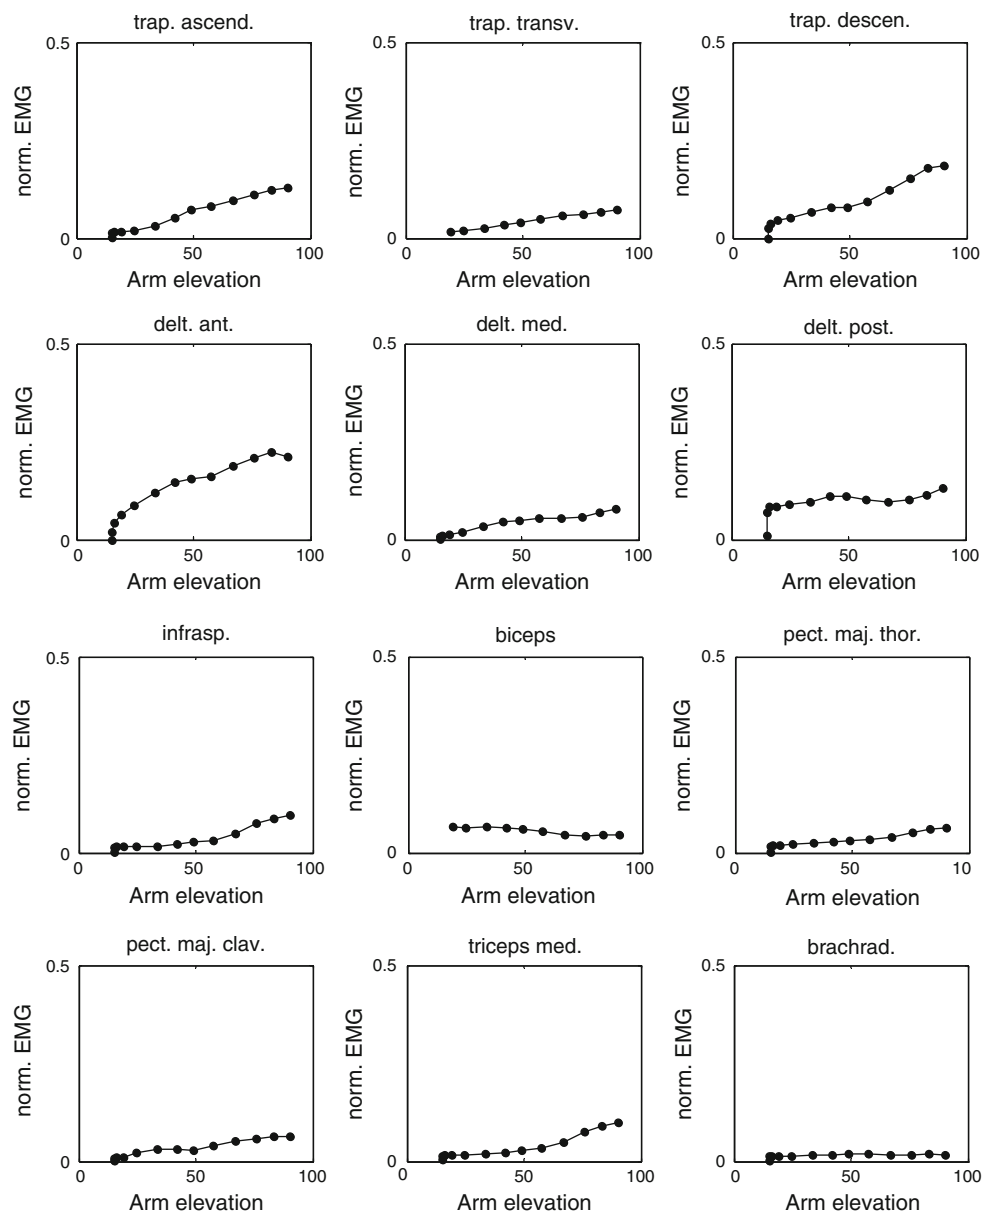 trap. ascend.
0.5
norm. EMG
0
0
50
100
Arm elevation
trap. transv.
0.5
norm. EMG
0
0
50
100
Arm elevation
trap. descen.
0.5
norm. EMG
0
0
50
100
Arm elevation
delt. ant.
0.5
norm. EMG
0
0
50
100
Arm elevation
delt. med.
0.5
norm. EMG
0
0
50
100
Arm elevation
delt. post.
0.5
norm. EMG
0
0
50
100
Arm elevation
infrasp.
0.5
norm. EMG
0
0
50
100
Arm elevation
biceps
0.5
norm. EMG
0
0
50
100
Arm elevation
pect. maj. thor.
0.5
norm. EMG
0
0
50
10
Arm elevation
pect. maj. clav.
0.5
norm. EMG
0
0
50
100
Arm elevation
triceps med.
0.5
norm. EMG
0
0
50
100
Arm elevation
brachrad.
0.5
norm. EMG
0
0
50
100
Arm elevation